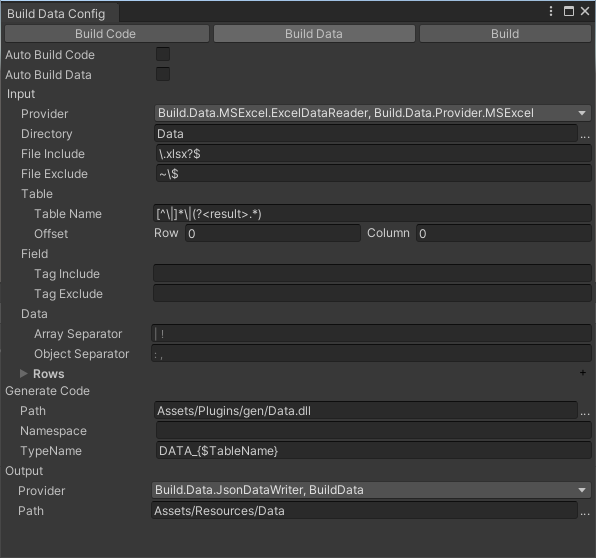 Build Data Config
Build Code Build Data Build
Auto Build Code
Auto Build Data
Input
Provider Build.Data.MSExcel.ExcelDataReader, Build.Data.Provider.MSExcel
Directory Data ...
File Include \.xlsx?$
File Exclude ~\$
Table
Table Name [^\|]*\|(?<result>.*)
Offset Row 0 Column 0
Field
Tag Include
Tag Exclude
Data
Array Separator | !
Object Separator : ,
Rows +
Generate Code
Path Assets/Plugins/gen/Data.dll ...
Namespace
TypeName DATA_{$TableName}
Output
Provider Build.Data.JsonDataWriter, BuildData
Path Assets/Resources/Data ...